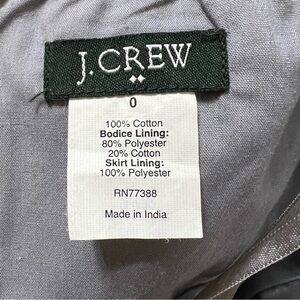 J.CREW
0
100% Cotton
Bodice Lining:
80% Polyester
20% Cotton
Skirt Lining:
100% Polyester
RN77388
Made in India